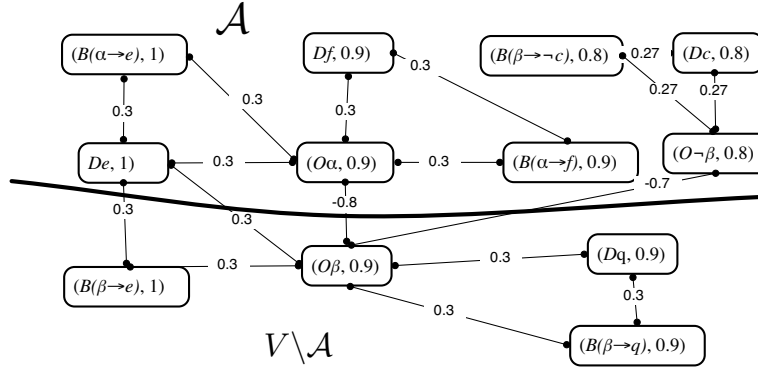 𝒜
(B(α→e), 1)
Df, 0.9)
(B(β→¬c), 0.8)
0.27
(Dc, 0.8)
0.3
0.3
0.3
0.3
0.27
0.27
De, 1)
0.3
(Oα, 0.9)
0.3
(B(α→f), 0.9)
(O¬β, 0.8)
0.3
0.3
-0.8
-0.7
(B(β→e), 1)
0.3
(Oβ, 0.9)
0.3
(Dq, 0.9)
0.3
0.3
V\𝒜
(B(β→q), 0.9)